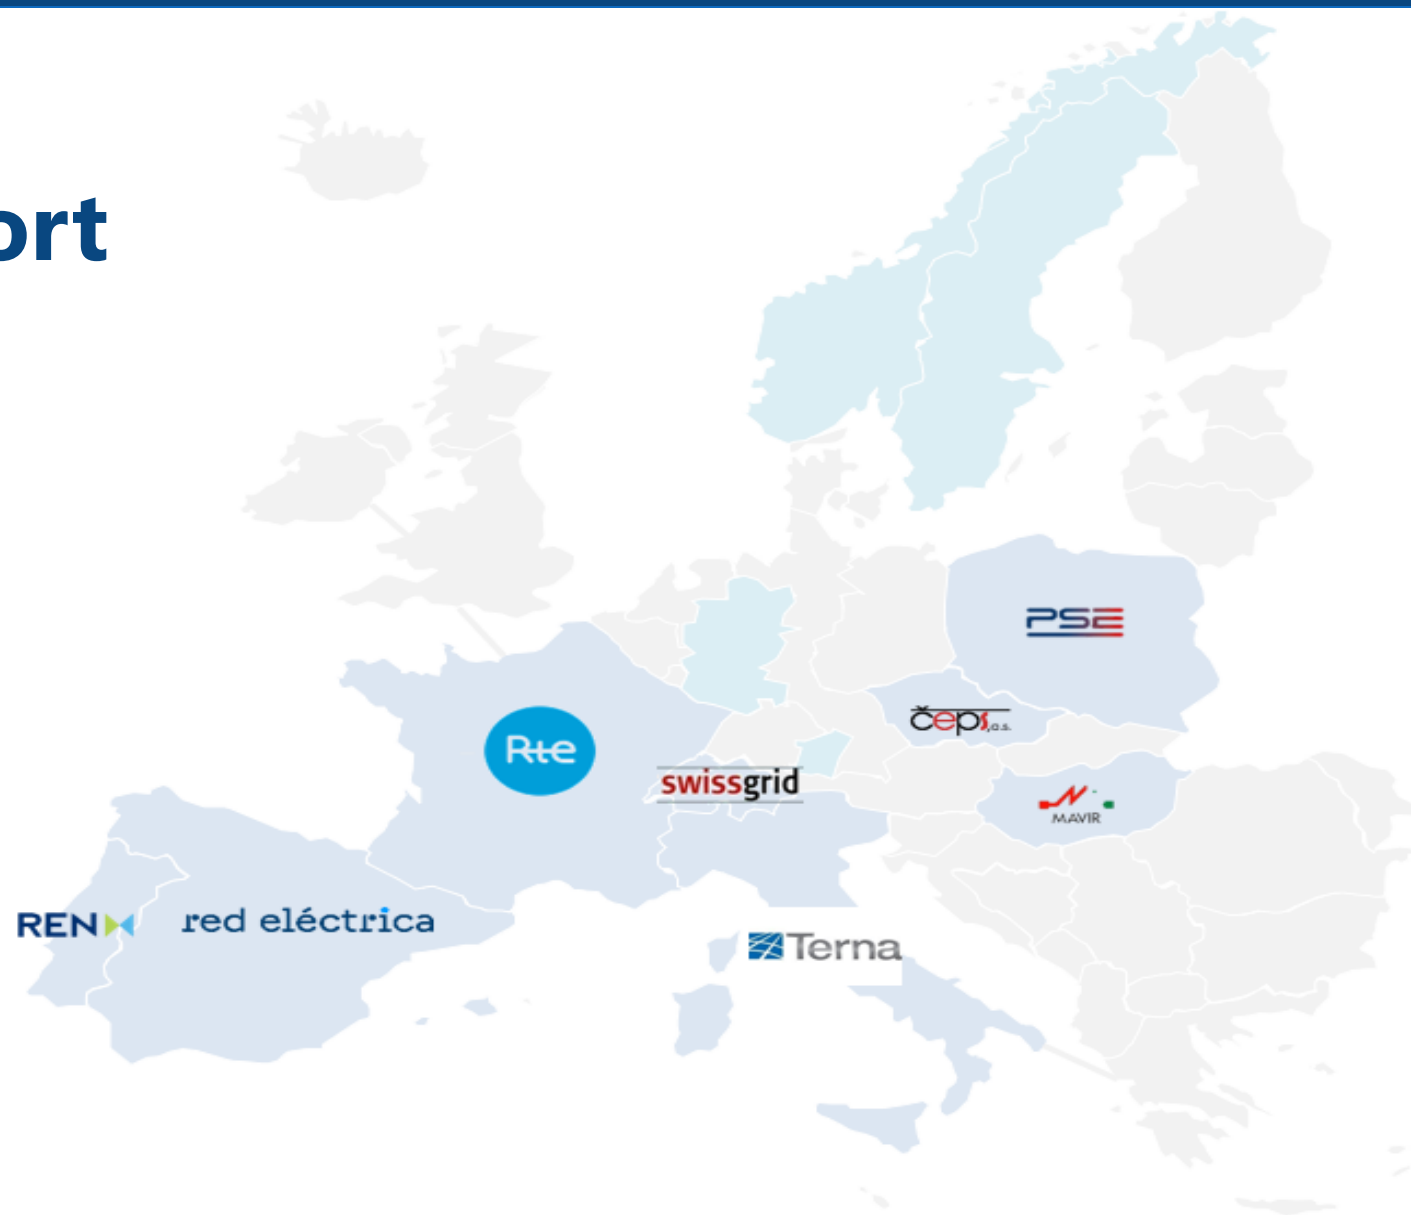 ort
PSE
čeps,a.s.
Rte
swissgrid
MAVIR
REN
red eléctrica
Terna